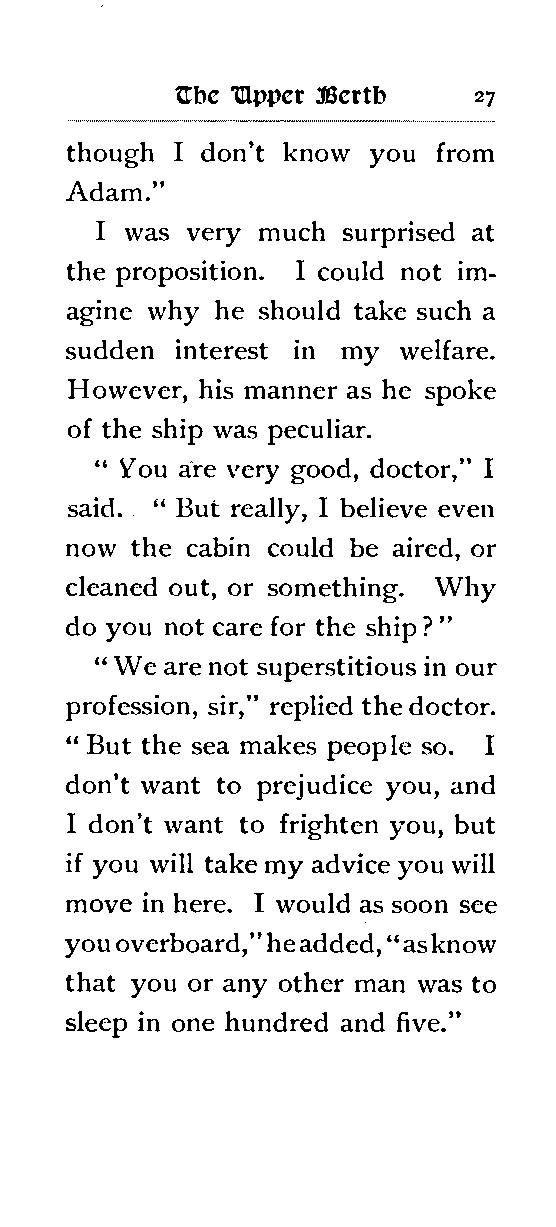 The Upper Berth 27
though I don't know you from
Adam."
I was very much surprised at
the proposition. I could not im-
agine why he should take such a
sudden interest in my welfare.
However, his manner as he spoke
of the ship was peculiar.
" You are very good, doctor," I
said. " But really, I believe even
now the cabin could be aired, or
cleaned out, or something. Why
do you not care for the ship ? "
" We are not superstitious in our
profession, sir," replied the doctor.
" But the sea makes people so. I
don't want to prejudice you, and
I don't want to frighten you, but
if you will take my advice you will
move in here. I would as soon see
you overboard," he added, "as know
that you or any other man was to
sleep in one hundred and five."